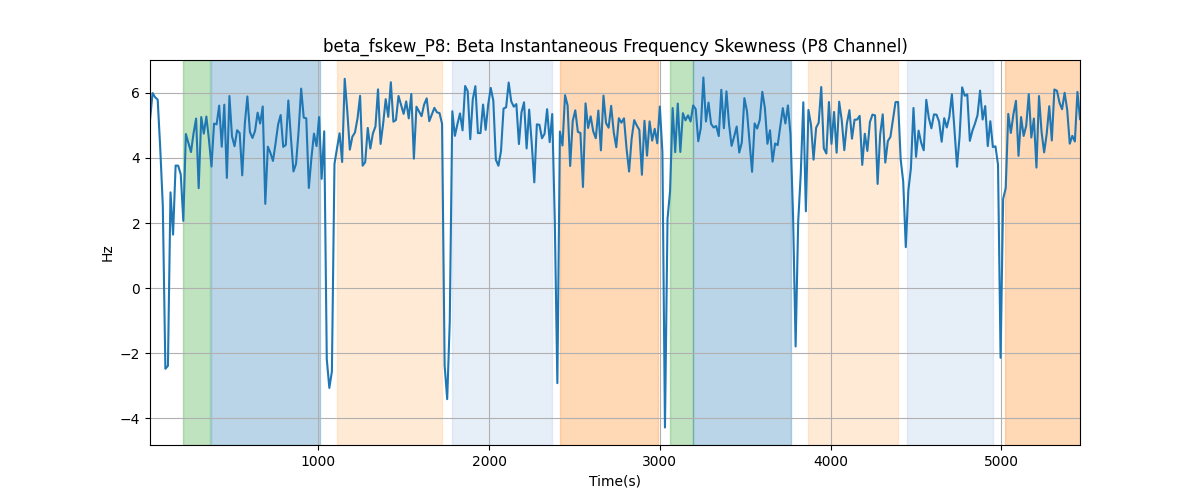 beta_fskew_P8: Beta Instantaneous Frequency Skewness (P8 Channel)
6
4
2
0
−2
−4
Hz
1000 2000 3000 4000 5000
Time(s)